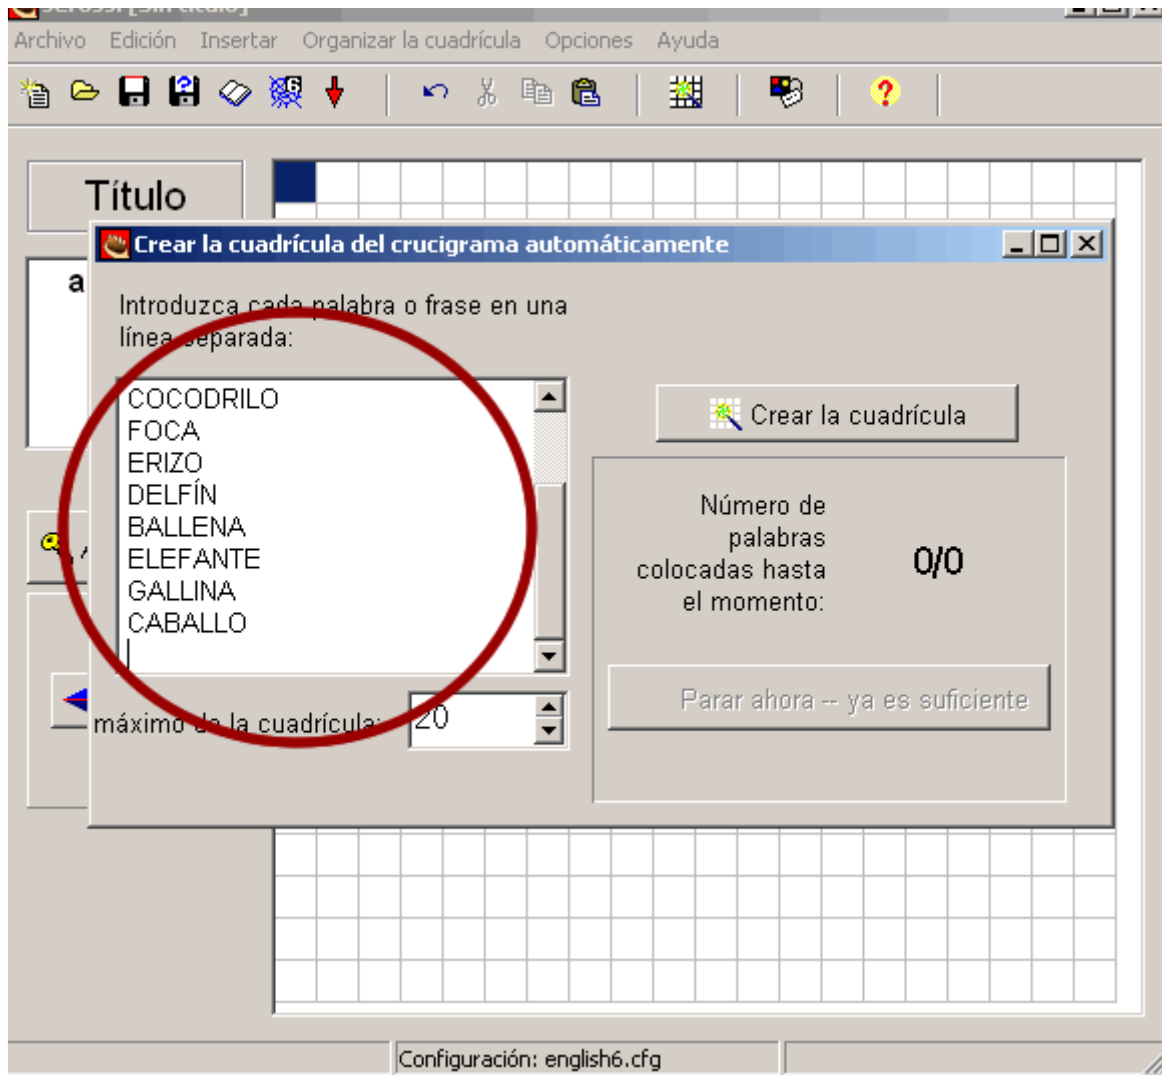 Archivo Edición Insertar Organizar la cuadrícula Opciones Ayuda
Título
Crear la cuadrícula del crucigrama automáticamente
a
Introduzca cada palabra o frase en una
línea separada:
COCODRILO
FOCA
ERIZO
DELFÍN
BALLENA
ELEFANTE
GALLINA
CABALLO
máximo de la cuadrícula: 20
Crear la cuadrícula
Número de
palabras
colocadas hasta
el momento:
0/0
Parar ahora -- ya es suficiente
Configuración: english6.cfg